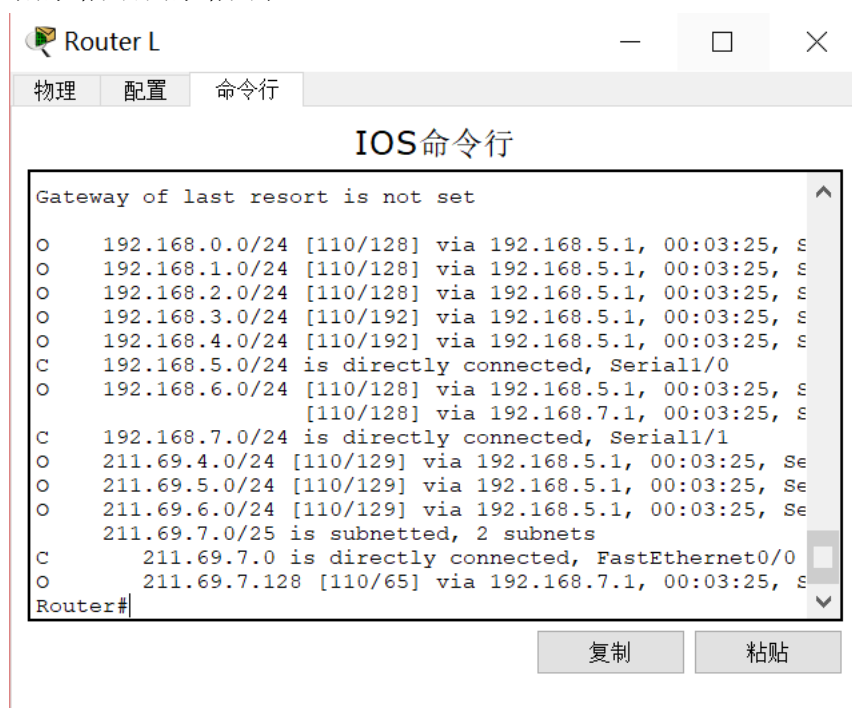 Router L
物理 配置 命令行
IOS命令行
Gateway of last resort is not set
O 192.168.0.0/24 [110/128] via 192.168.5.1, 00:03:25, S
O 192.168.1.0/24 [110/128] via 192.168.5.1, 00:03:25, S
O 192.168.2.0/24 [110/128] via 192.168.5.1, 00:03:25, S
O 192.168.3.0/24 [110/192] via 192.168.5.1, 00:03:25, S
O 192.168.4.0/24 [110/192] via 192.168.5.1, 00:03:25, S
C 192.168.5.0/24 is directly connected, Serial1/0
O 192.168.6.0/24 [110/128] via 192.168.5.1, 00:03:25, S
[110/128] via 192.168.7.1, 00:03:25, S
C 192.168.7.0/24 is directly connected, Serial1/1
O 211.69.4.0/24 [110/129] via 192.168.5.1, 00:03:25, Se
O 211.69.5.0/24 [110/129] via 192.168.5.1, 00:03:25, Se
O 211.69.6.0/24 [110/129] via 192.168.5.1, 00:03:25, Se
211.69.7.0/25 is subnetted, 2 subnets
C 211.69.7.0 is directly connected, FastEthernet0/0
O 211.69.7.128 [110/65] via 192.168.7.1, 00:03:25, S
Router#
复制 粘贴